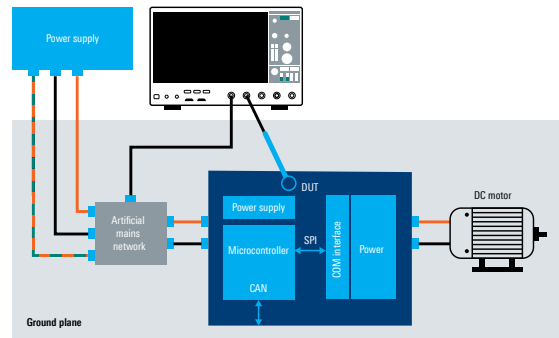 Power supply
DUT
Power supply
DC motor
Artificial
mains
network
Microcontroller
SPI
COM interface
Power
CAN
Ground plane